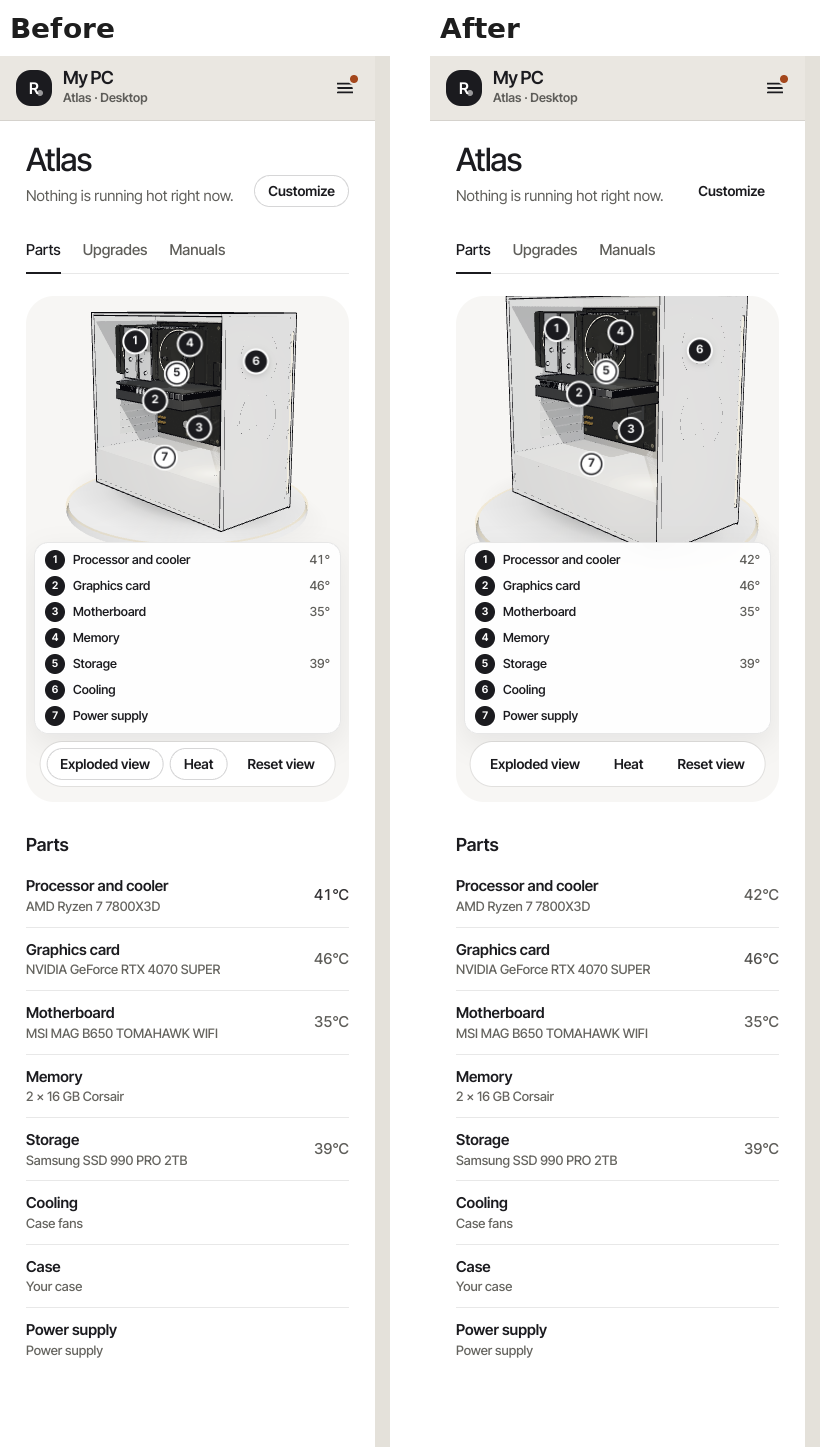 Before
R
My PC
Atlas · Desktop
Atlas
Nothing is running hot right now.
Customize
Parts Upgrades Manuals
1
4
5
6
2
3
7
1 Processor and cooler 41°
2 Graphics card 46°
3 Motherboard 35°
4 Memory
5 Storage 39°
6 Cooling
7 Power supply
Exploded view Heat Reset view
Parts
Processor and cooler
AMD Ryzen 7 7800X3D
41°C
Graphics card
NVIDIA GeForce RTX 4070 SUPER
46°C
Motherboard
MSI MAG B650 TOMAHAWK WIFI
35°C
Memory
2 × 16 GB Corsair
Storage
Samsung SSD 990 PRO 2TB
39°C
Cooling
Case fans
Case
Your case
Power supply
Power supply
After
R
My PC
Atlas · Desktop
Atlas
Nothing is running hot right now.
Customize
Parts Upgrades Manuals
1
4
6
5
2
3
7
1 Processor and cooler 42°
2 Graphics card 46°
3 Motherboard 35°
4 Memory
5 Storage 39°
6 Cooling
7 Power supply
Exploded view Heat Reset view
Parts
Processor and cooler
AMD Ryzen 7 7800X3D
42°C
Graphics card
NVIDIA GeForce RTX 4070 SUPER
46°C
Motherboard
MSI MAG B650 TOMAHAWK WIFI
35°C
Memory
2 × 16 GB Corsair
Storage
Samsung SSD 990 PRO 2TB
39°C
Cooling
Case fans
Case
Your case
Power supply
Power supply